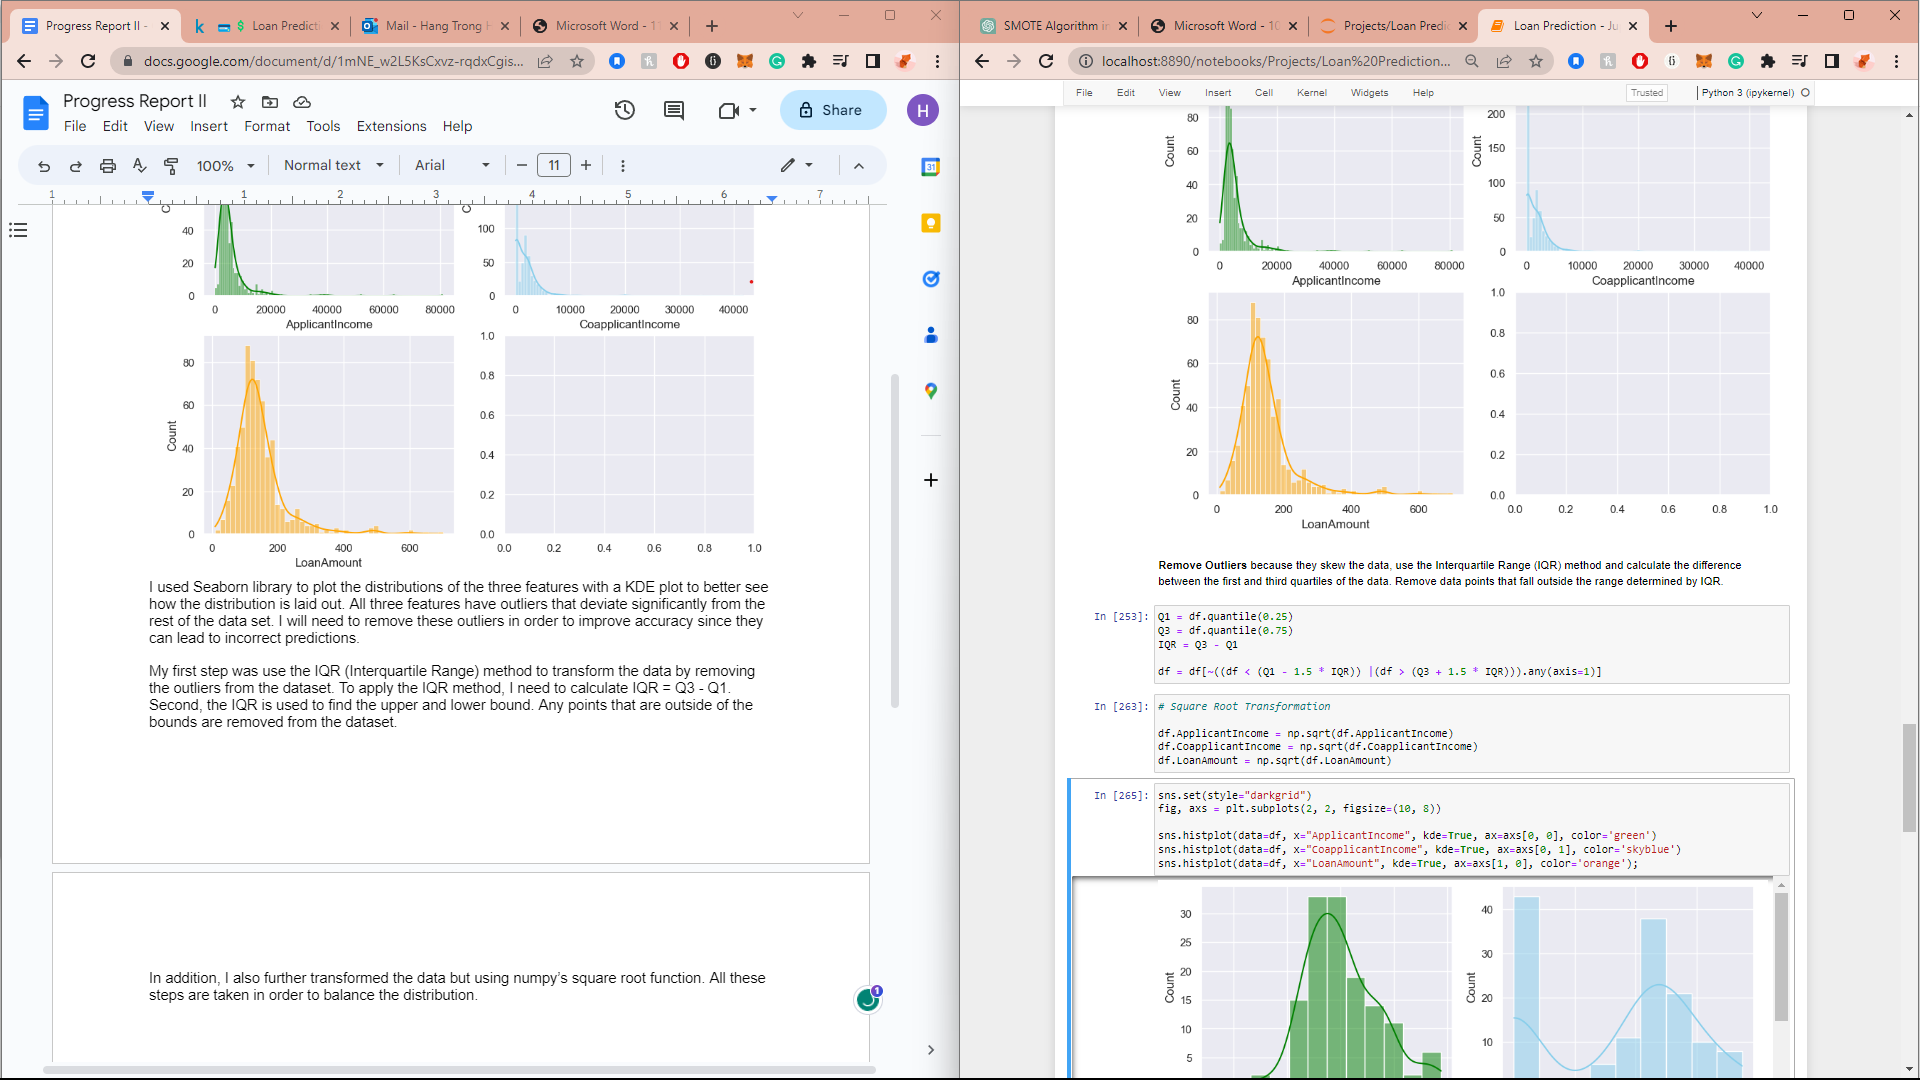 Progress Report II -
Loan Predicti
Mail - Hang Trong H
Microsoft Word - 1
docs.google.com/document/d/1mNE_w2L5KsCxvz-rqdxCgis...
Progress Report II
File Edit View Insert Format Tools Extensions Help
Share
H
100% Normal text Arial 11
1 1 2 3 4 5 6 7
40
20
0
0 20000 40000 60000 80000
ApplicantIncome
100
50
0
0 10000 20000 30000 40000
CoapplicantIncome
80
60
40
20
0
Count
0 200 400 600
LoanAmount
1.0
0.8
0.6
0.4
0.2
0.0
0.0 0.2 0.4 0.6 0.8 1.0
I used Seaborn library to plot the distributions of the three features with a KDE plot to better see
how the distribution is laid out. All three features have outliers that deviate significantly from the
rest of the data set. I will need to remove these outliers in order to improve accuracy since they
can lead to incorrect predictions.
My first step was use the IQR (Interquartile Range) method to transform the data by removing
the outliers from the dataset. To apply the IQR method, I need to calculate IQR = Q3 - Q1.
Second, the IQR is used to find the upper and lower bound. Any points that are outside of the
bounds are removed from the dataset.
In addition, I also further transformed the data but using numpy's square root function. All these
steps are taken in order to balance the distribution.
1
31
SMOTE Algorithm in
Microsoft Word - 10
Projects/Loan Predic
Loan Prediction - Ju
localhost:8890/notebooks/Projects/Loan%20Prediction...
File Edit View Insert Cell Kernel Widgets Help
Trusted
Python 3 (ipykernel)
80
60
40
20
0
Count
0 20000 40000 60000 80000
ApplicantIncome
200
150
100
50
0
Count
0 10000 20000 30000 40000
CoapplicantIncome
80
60
40
20
0
Count
0 200 400 600
LoanAmount
1.0
0.8
0.6
0.4
0.2
0.0
0.0 0.2 0.4 0.6 0.8 1.0
Remove Outliers because they skew the data, use the Interquartile Range (IQR) method and calculate the difference
between the first and third quartiles of the data. Remove data points that fall outside the range determined by IQR.
In [253]: Q1 = df.quantile(0.25)
Q3 = df.quantile(0.75)
IQR = Q3 - Q1
df = df[~((df < (Q1 - 1.5 * IQR)) |(df > (Q3 + 1.5 * IQR))).any(axis=1)]
In [263]: # Square Root Transformation
df.ApplicantIncome = np.sqrt(df.ApplicantIncome)
df.CoapplicantIncome = np.sqrt(df.CoapplicantIncome)
df.LoanAmount = np.sqrt(df.LoanAmount)
In [265]: sns.set(style="darkgrid")
fig, axs = plt.subplots(2, 2, figsize=(10, 8))
sns.histplot(data=df, x="ApplicantIncome", kde=True, ax=axs[0, 0], color='green')
sns.histplot(data=df, x="CoapplicantIncome", kde=True, ax=axs[0, 1], color='skyblue')
sns.histplot(data=df, x="LoanAmount", kde=True, ax=axs[1, 0], color='orange');
30
25
20
15
10
5
Count
40
30
20
10
Count